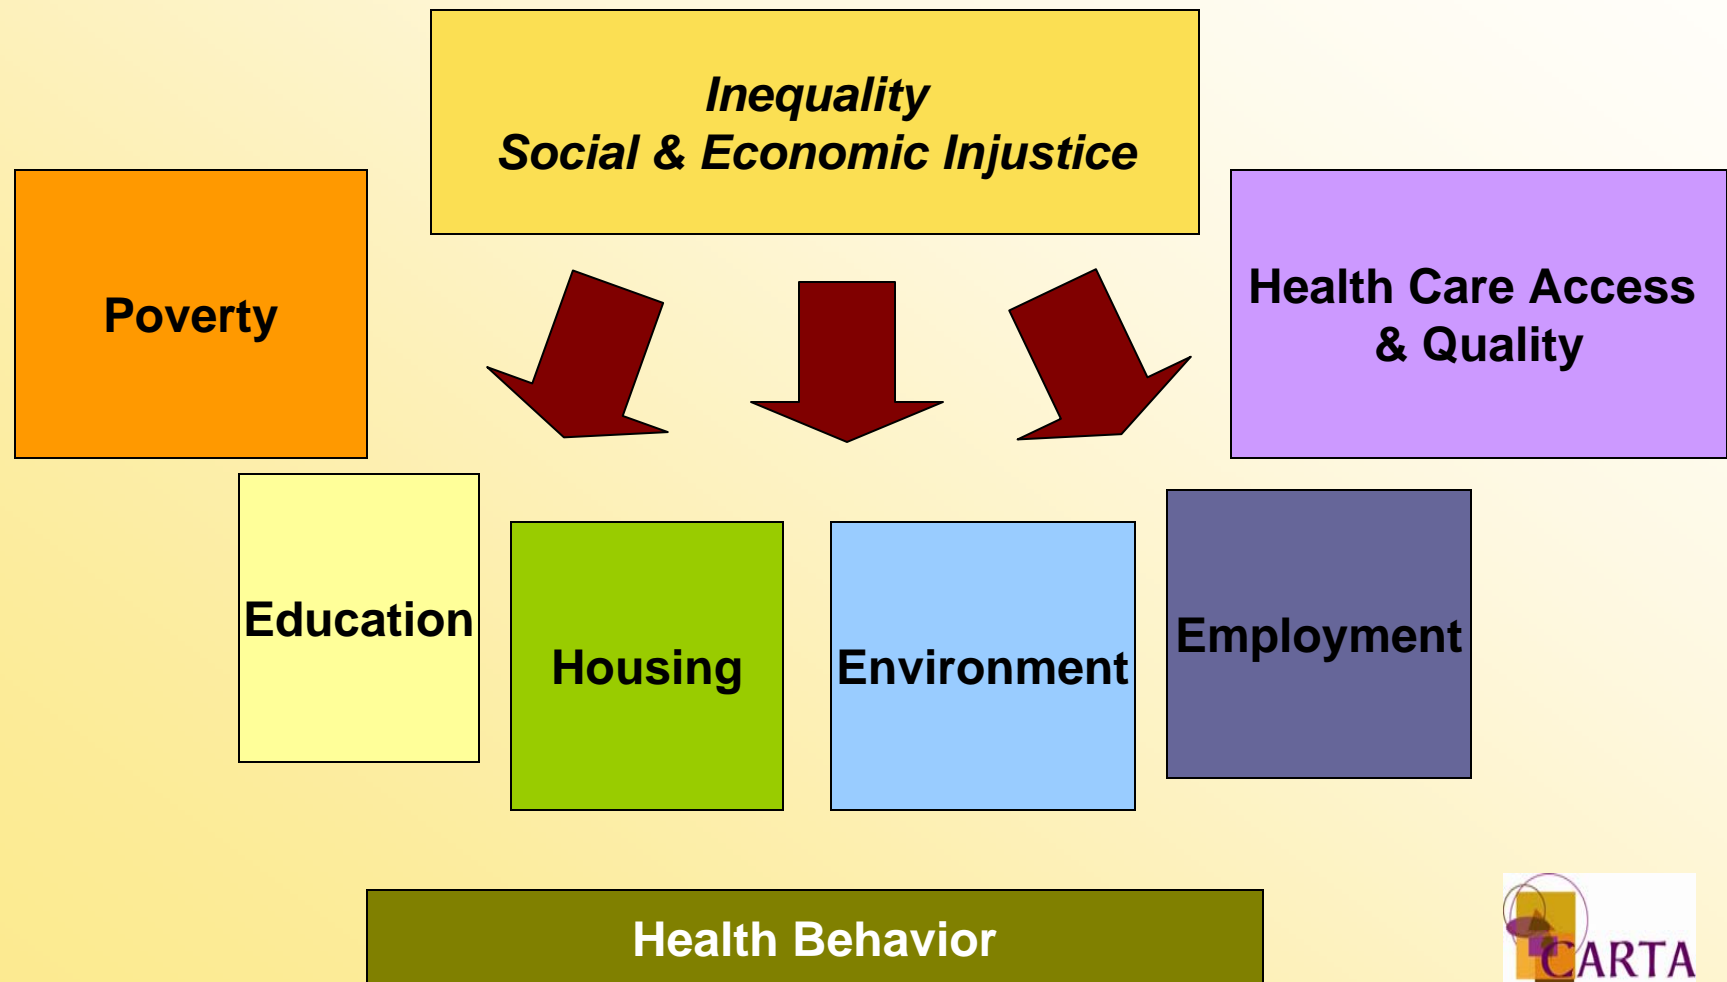 Inequality
Social & Economic Injustice
Poverty
Health Care Access
& Quality
Education
Housing
Environment
Employment
Health Behavior
CARTA